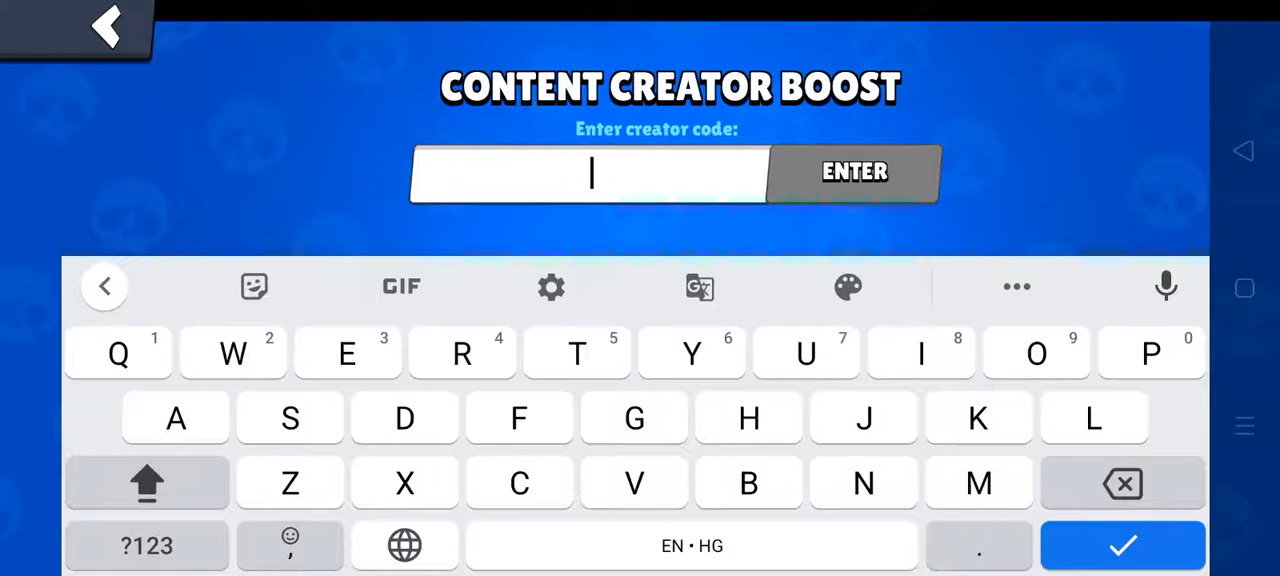 CONTENT CREATOR BOOST
Enter creator code:
ENTER
GIF
Q 1 W 2 E 3 R 4 T 5 Y 6 U 7 I 8 O 9 P 0
A S D F G H J K L
Z X C V B N M
?123 , EN • HG .